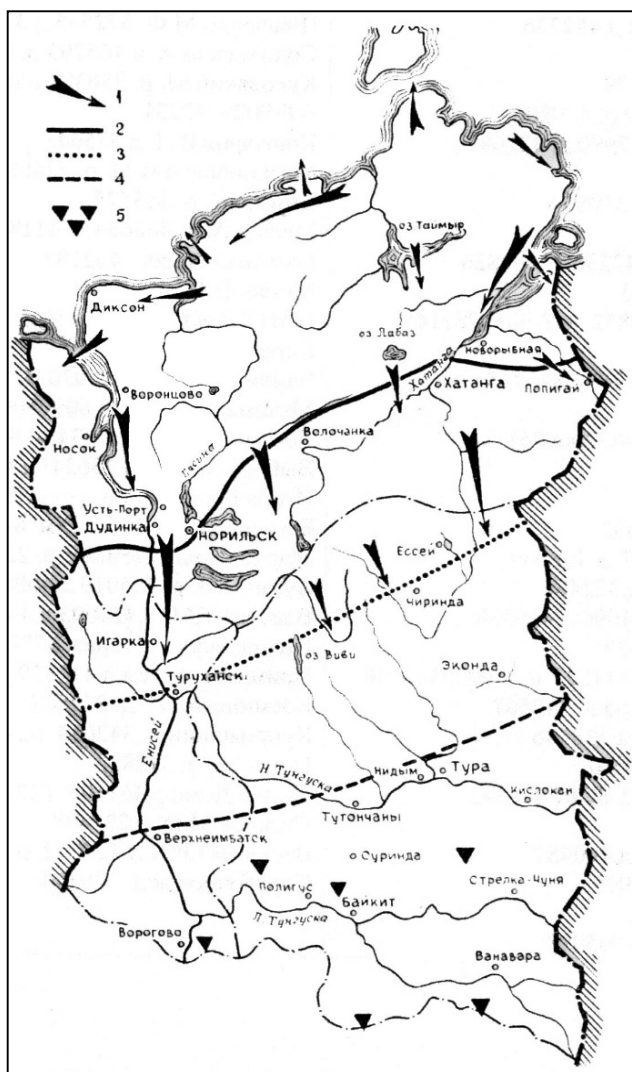 1
2
3
4
5
оз Таймыр
Диксон
оз Лабаз
Хатанга
Новорыбная
Хатанга
Попигай
Воронцово
Носок
Пясина
Волочанка
Усть-Порт
Дудинка
Норильск
Ессей
Чиринда
Игарка
оз Виви
Эконда
Туруханск
Енисей
Н Тунгуска
Нидым
Тура
Кислокан
Тутончаны
Верхнеимбатск
Суринда
Полигус
Стрелка-Чуня
Байкит
П. Тунгуска
Ворогово
Ванавара